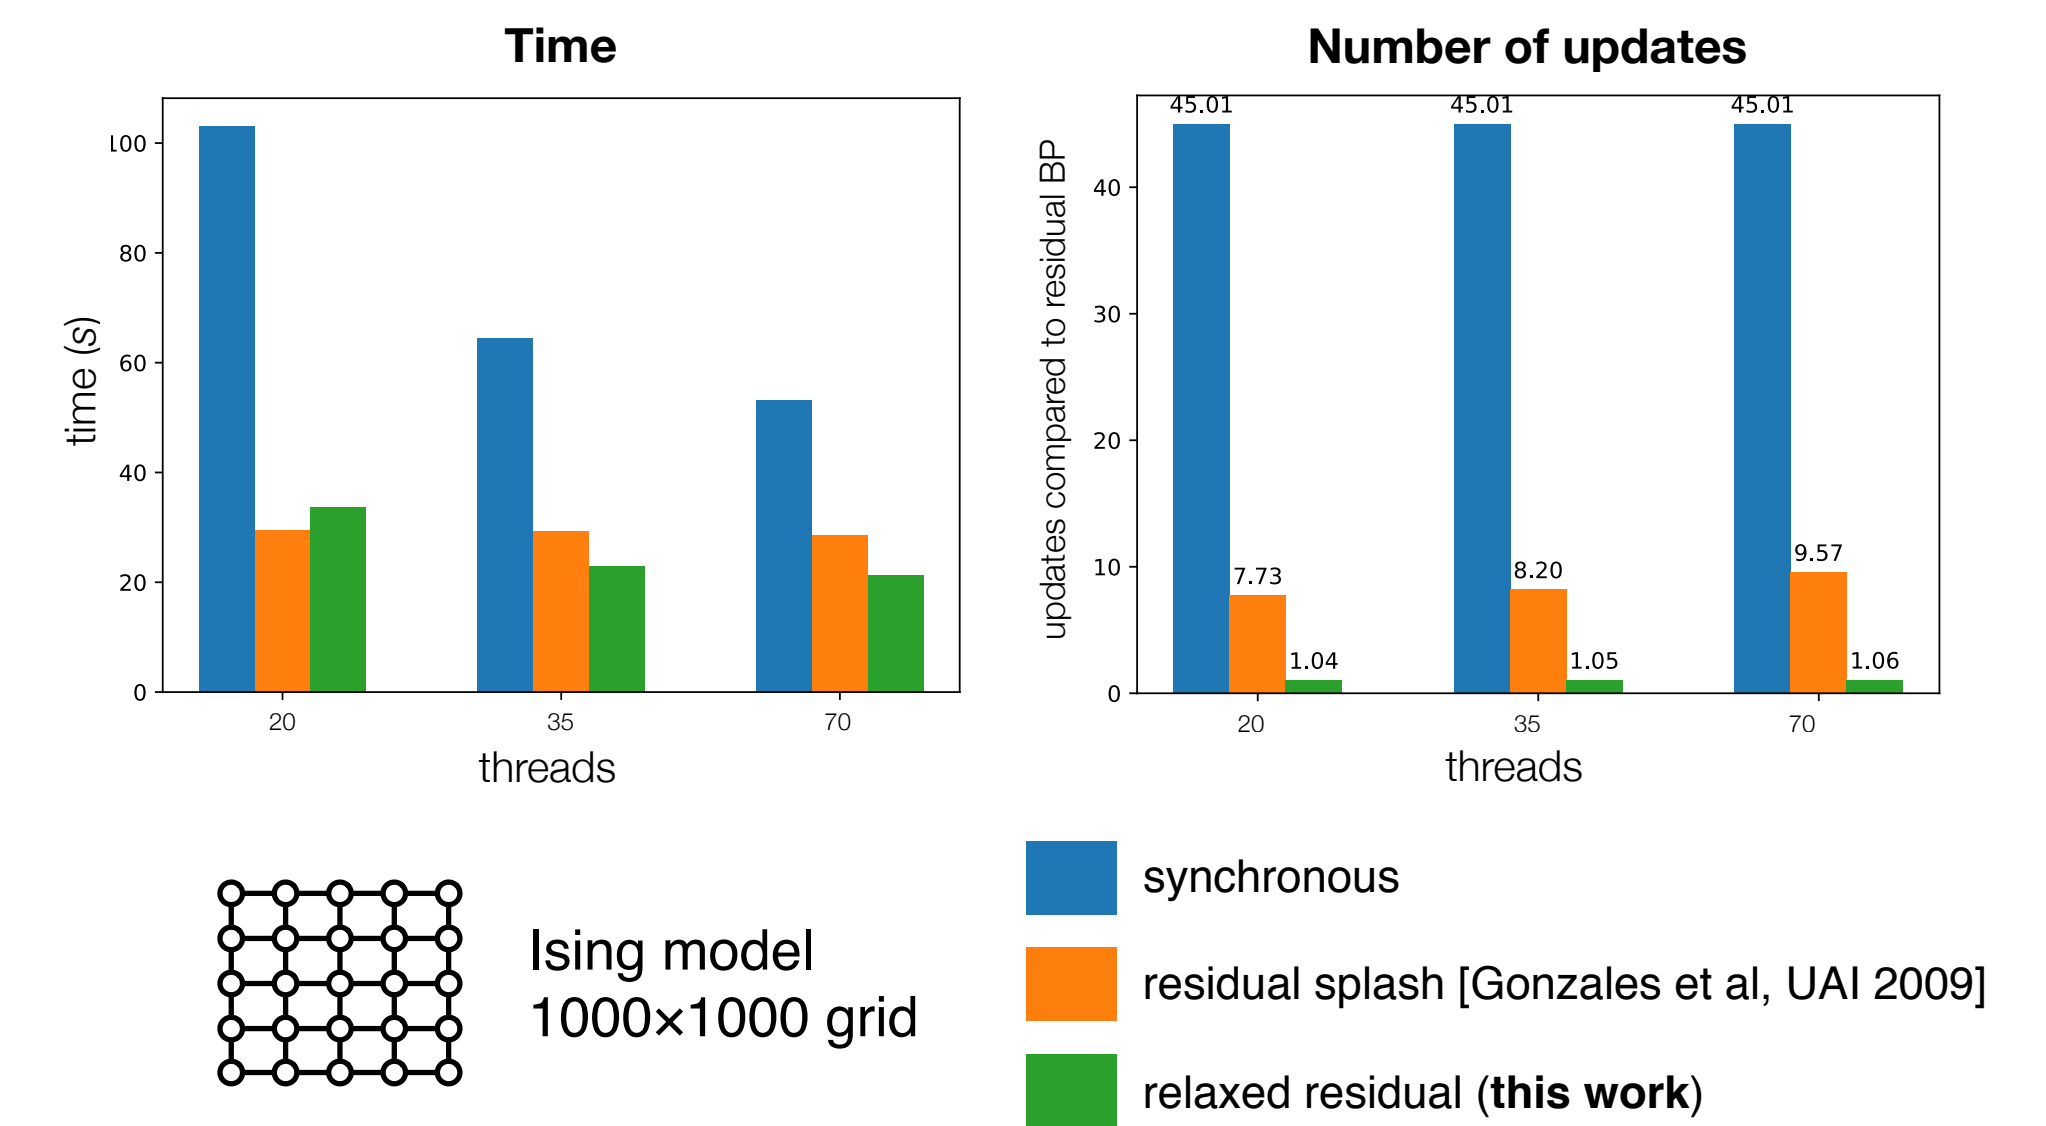 Time
Number of updates
time (s)
100
80
60
40
20
0
20 35 70
threads
updates compared to residual BP
40
30
20
10
0
45.01 45.01 45.01
7.73 8.20 9.57
1.04 1.05 1.06
20 35 70
threads
Ising model
1000×1000 grid
synchronous
residual splash [Gonzales et al, UAI 2009]
relaxed residual (this work)